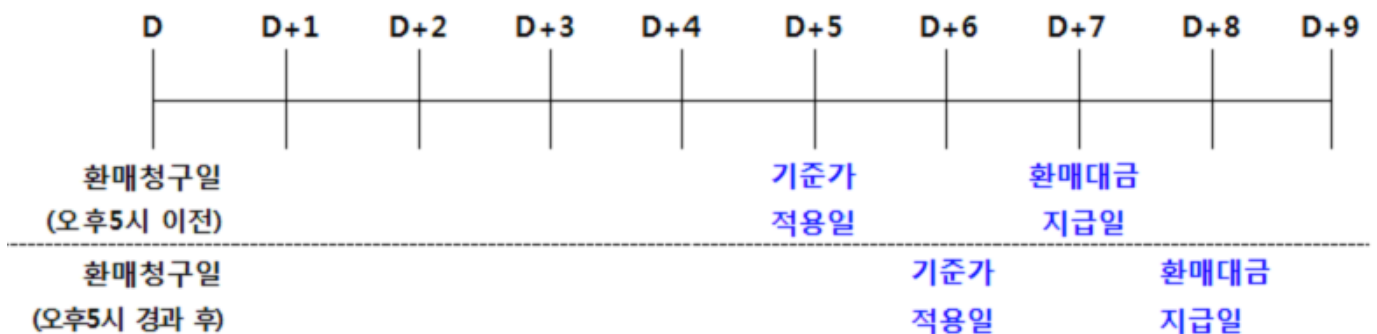 D D+1 D+2 D+3 D+4 D+5 D+6 D+7 D+8 D+9
환매청구일 기준가 환매대금
(오후5시 이전) 적용일 지급일
환매청구일 기준가 환매대금
(오후5시 경과 후) 적용일 지급일